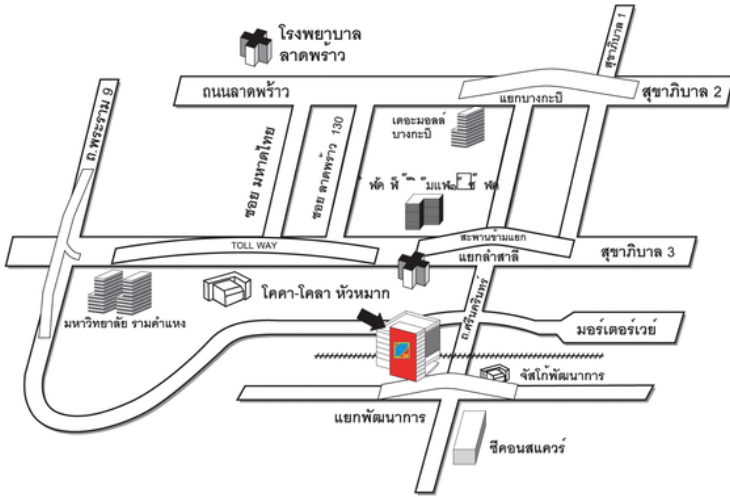 โรงพยาบาล
ลาดพร้าว
สุขาภิบาล 1
ถนนลาดพร้าว
แยกบางกะปิ
สุขาภิบาล 2
ถ.พระราม 9
เดอะมอลล์
บางกะปิ
ซอย มหาดไทย
ซอย ลาดพร้าว 130
TOLL WAY
สะพานข้ามแยก
แยกลำสาลี
สุขาภิบาล 3
โคคา-โคลา หัวหมาก
มหาวิทยาลัย รามคำแหง
ถ.ศรีนครินทร์
มอร์เตอร์เวย์
จัสโก้พัฒนาการ
แยกพัฒนาการ
ซีคอนสแควร์